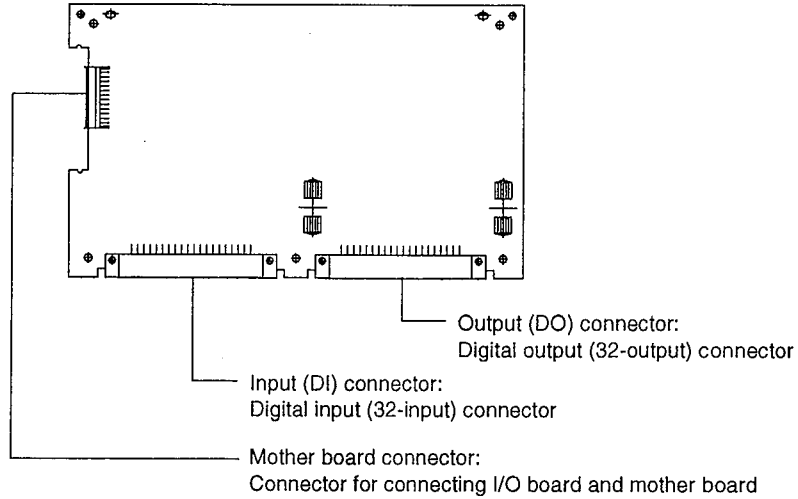 Output (DO) connector:
Digital output (32-output) connector
Input (DI) connector:
Digital input (32-input) connector
Mother board connector:
Connector for connecting I/O board and mother board